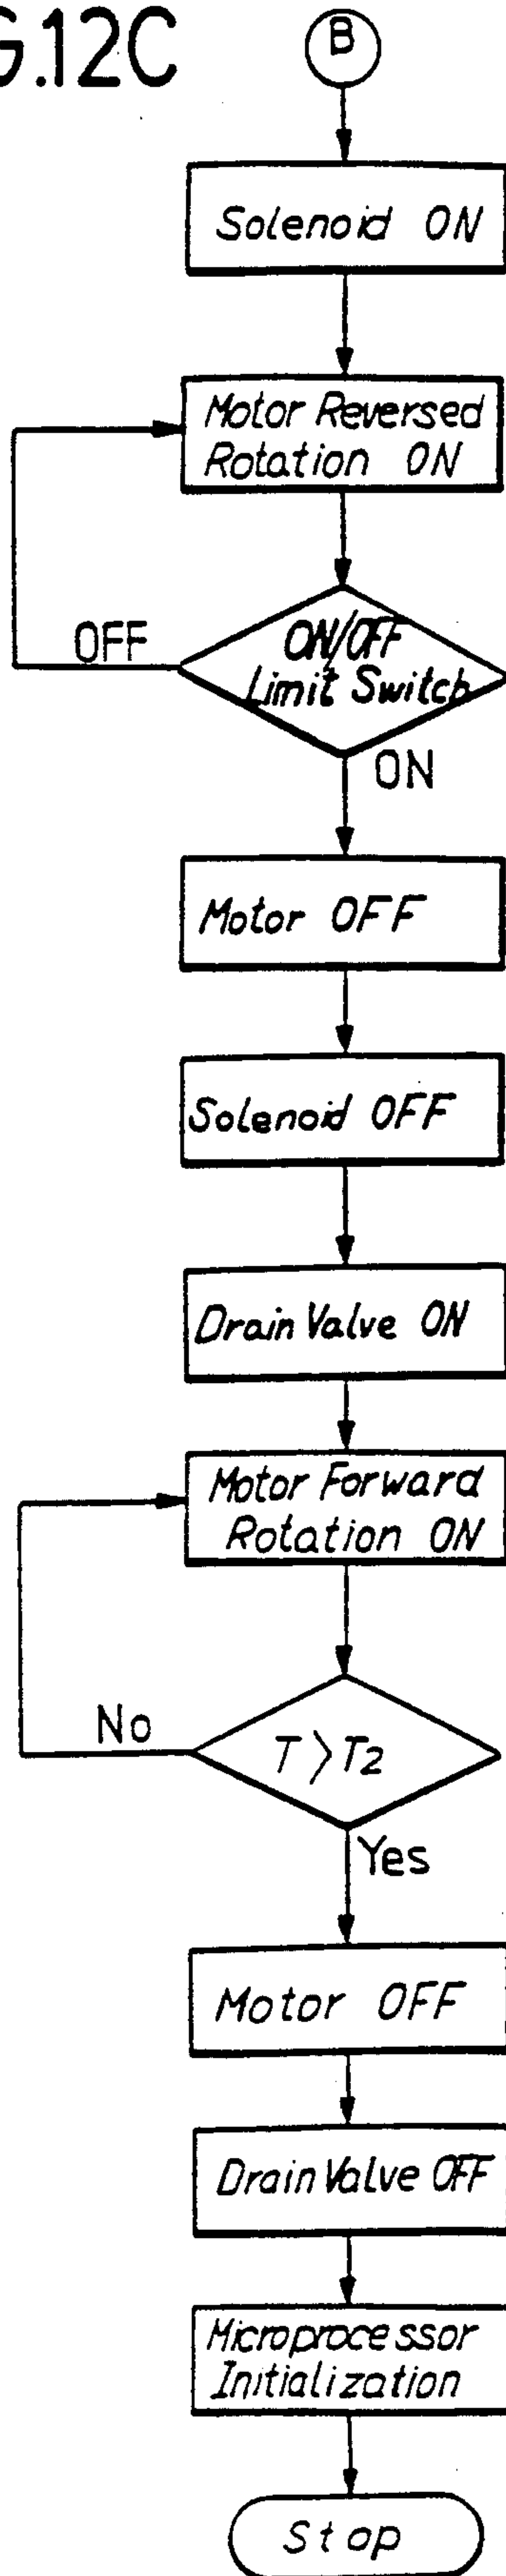 G.12C
B
Solenoid ON
Motor Reversed
Rotation ON
ON/OFF
Limit Switch
OFF
ON
Motor OFF
Solenoid OFF
Drain Valve ON
Motor Forward
Rotation ON
T>T2
No
Yes
Motor OFF
Drain Valve OFF
Microprocessor
Initialization
Stop